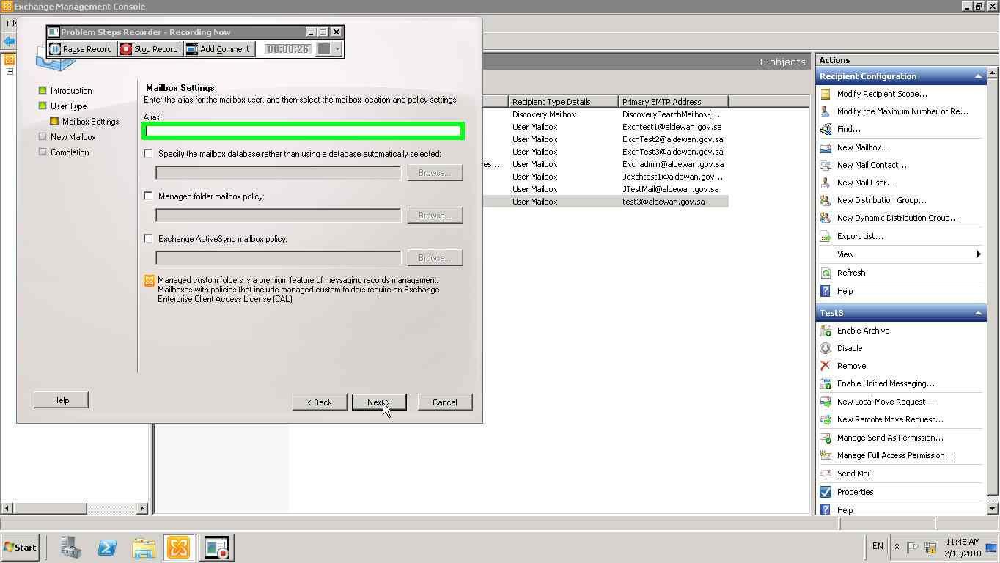 Exchange Management Console
File
Problem Steps Recorder - Recording Now
Pause Record
Stop Record
Add Comment
00:00:26
Introduction
User Type
Mailbox Settings
New Mailbox
Completion
Mailbox Settings
Enter the alias for the mailbox user, and then select the mailbox location and policy settings.
Alias:
Specify the mailbox database rather than using a database automatically selected:
Browse...
Managed folder mailbox policy:
Browse...
Exchange ActiveSync mailbox policy:
Browse...
Managed custom folders is a premium feature of messaging records management.
Mailboxes with policies that include managed custom folders require an Exchange
Enterprise Client Access License (CAL).
Help
< Back
Next >
Cancel
8 objects
Recipient Type Details Primary SMTP Address
Discovery Mailbox DiscoverySearchMailbox{...
User Mailbox Exchtest1@aldewan.gov.sa
User Mailbox ExchTest2@aldewan.gov.sa
User Mailbox ExchTest3@aldewan.gov.sa
es ... User Mailbox Exchadmin@aldewan.gov.sa
User Mailbox Jexchtest1@aldewan.gov...
User Mailbox JTestMail@aldewan.gov.sa
User Mailbox test3@aldewan.gov.sa
Actions
Recipient Configuration
Modify Recipient Scope...
Modify the Maximum Number of Re...
Find...
New Mailbox...
New Mail Contact...
New Mail User...
New Distribution Group...
New Dynamic Distribution Group...
Export List...
View
Refresh
Help
Test3
Enable Archive
Disable
Remove
Enable Unified Messaging...
New Local Move Request...
New Remote Move Request...
Manage Send As Permission...
Manage Full Access Permission...
Send Mail
Properties
Help
Start
EN
11:45 AM
2/15/2010